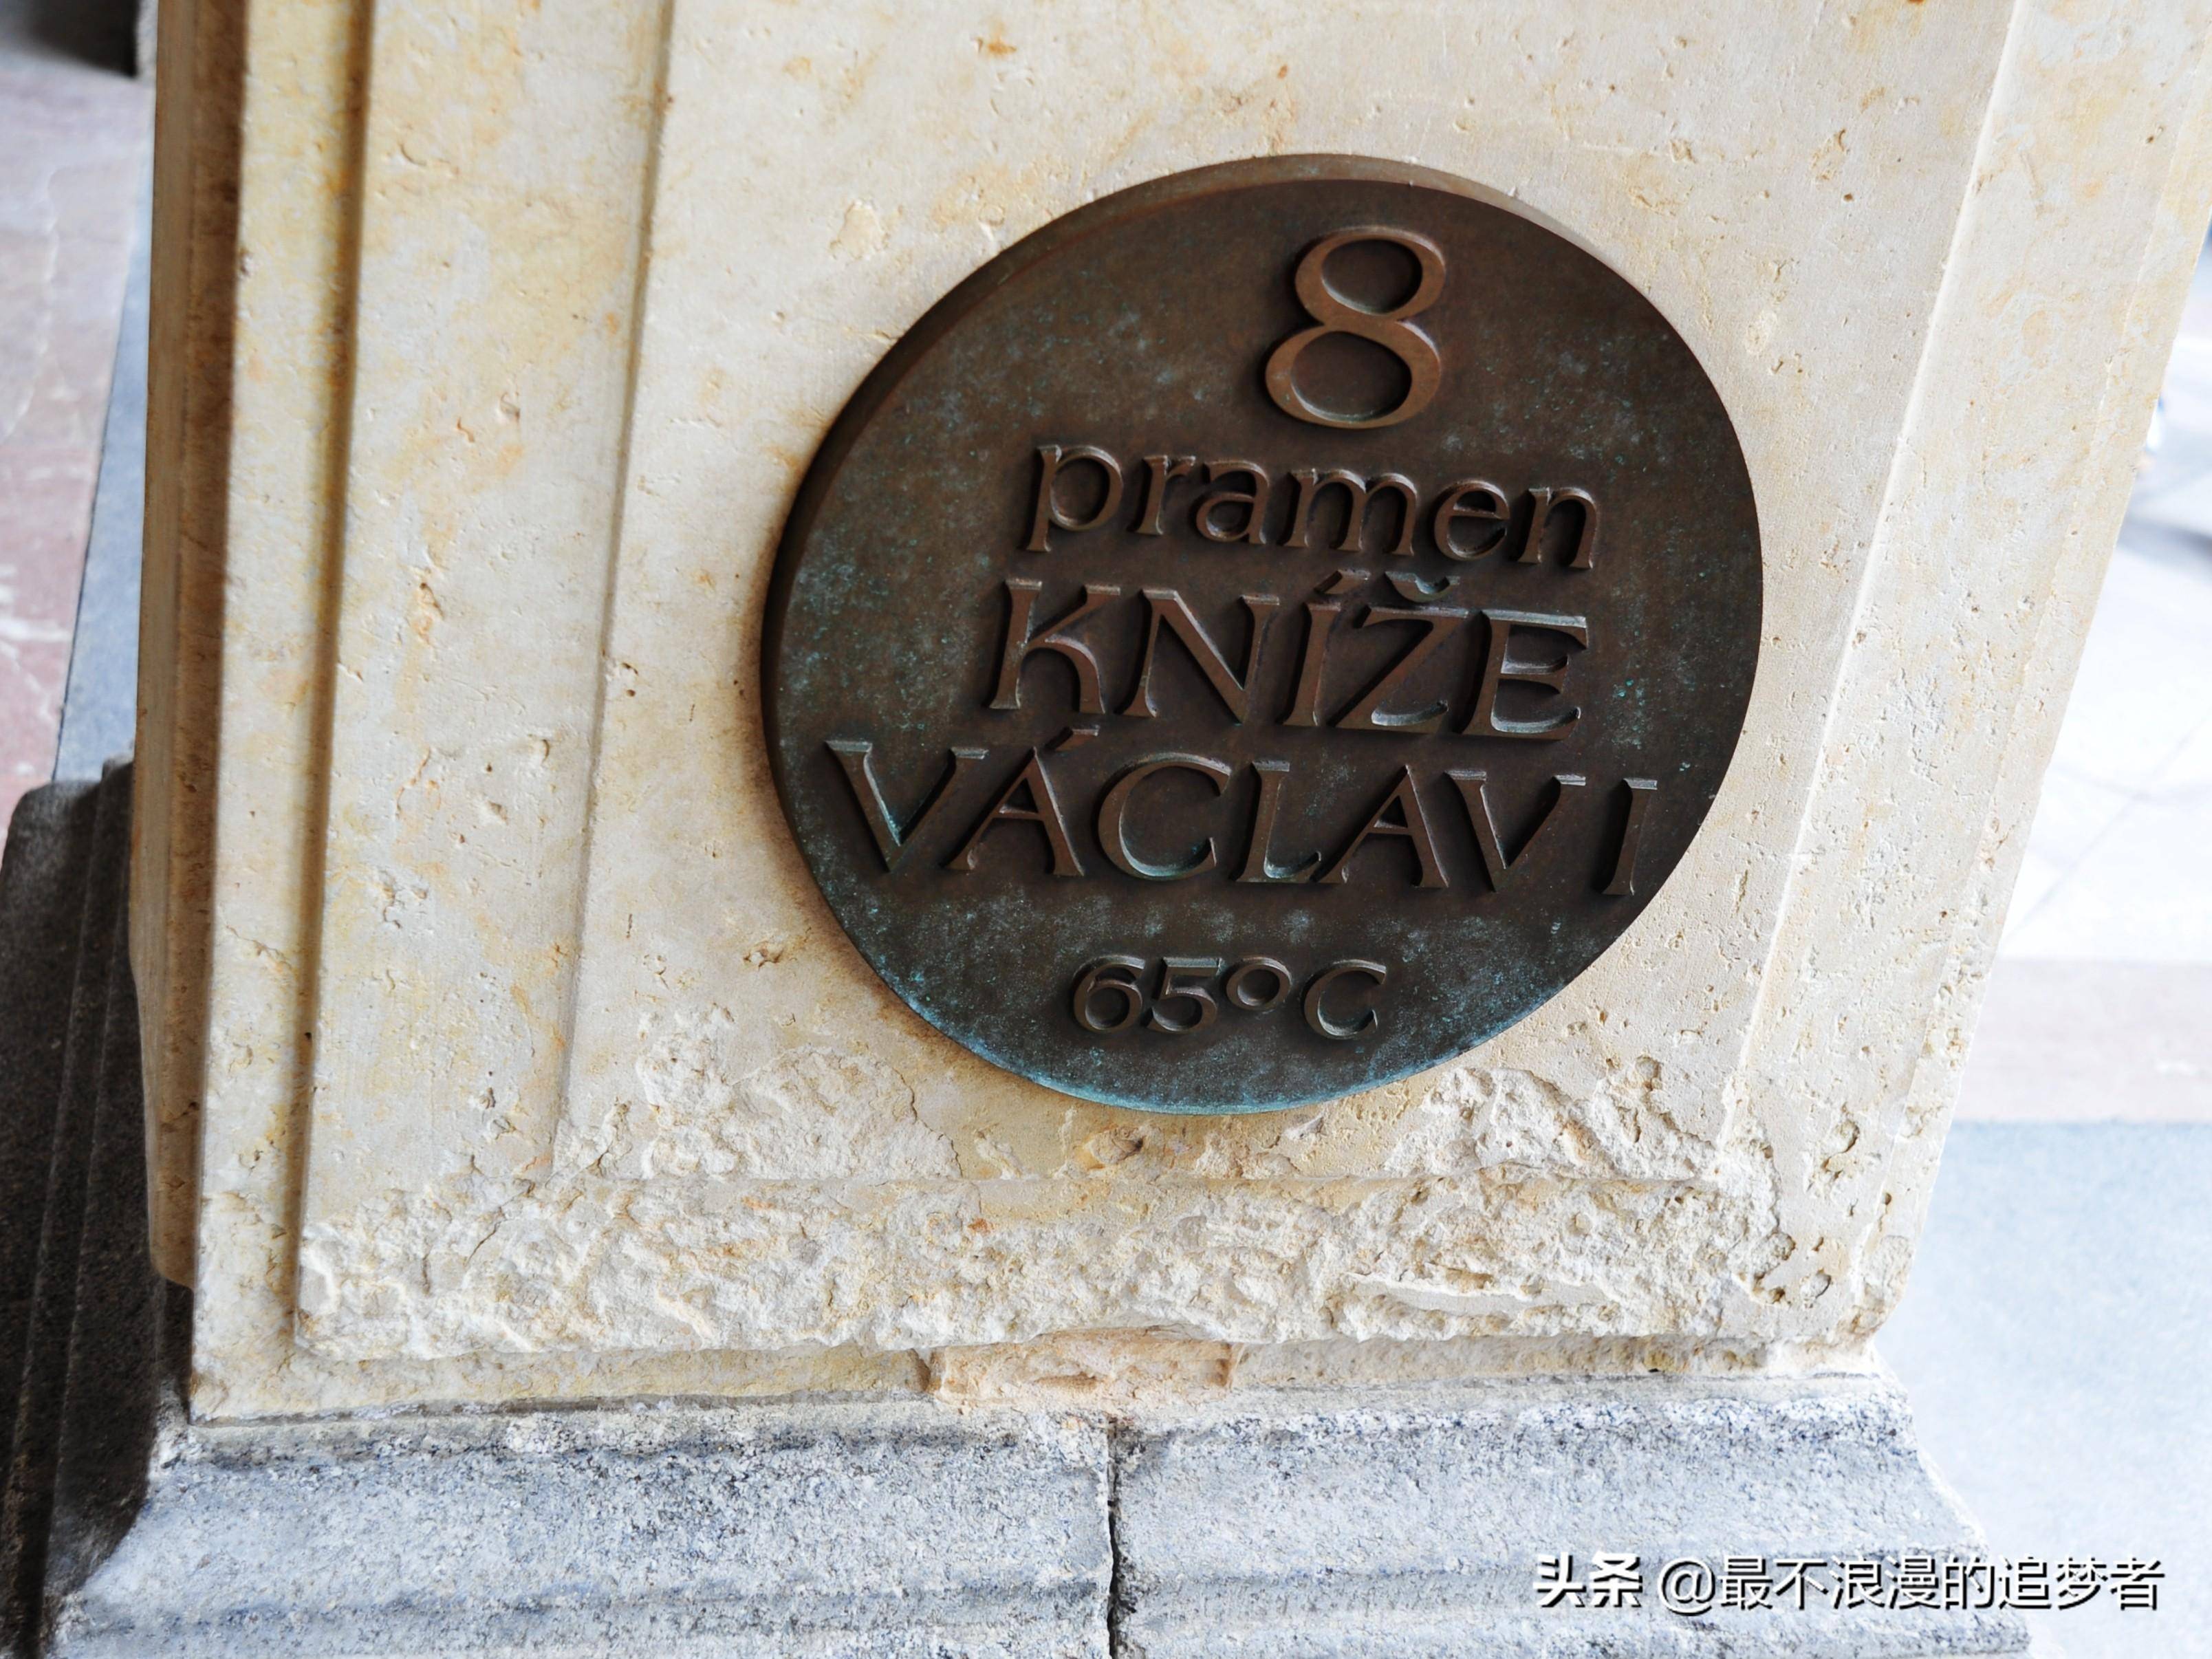 8
pramen
KNÍŽE
VÁCLAV I
65°C
头条 @最不浪漫的追梦者